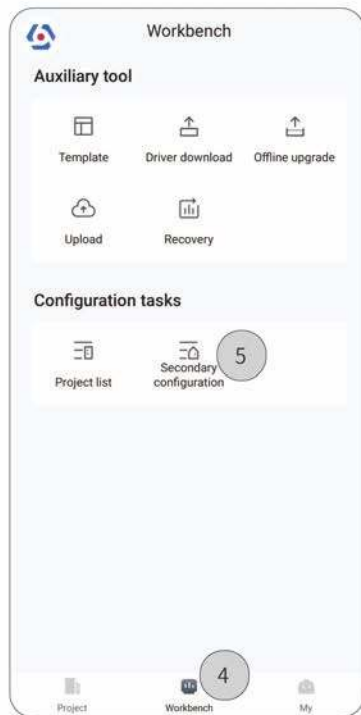 Workbench
Auxiliary tool
Template Driver download Offline upgrade
Upload Recovery
Configuration tasks
Project list Secondary configuration
5
4
Project Workbench My